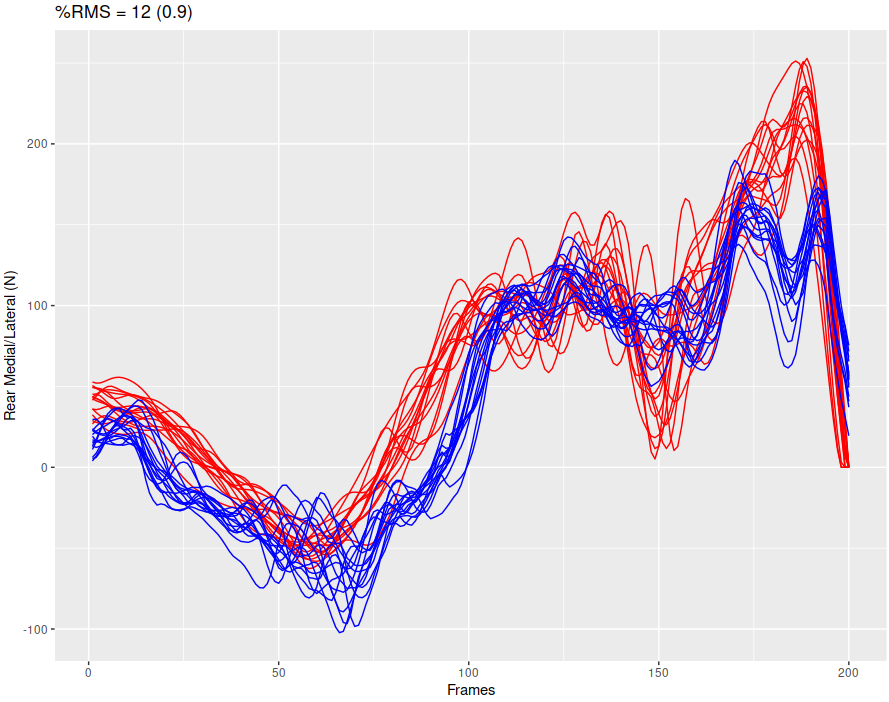 %RMS = 12 (0.9)
Rear Medial/Lateral (N)
200
100
0
-100
0 50 100 150 200
Frames